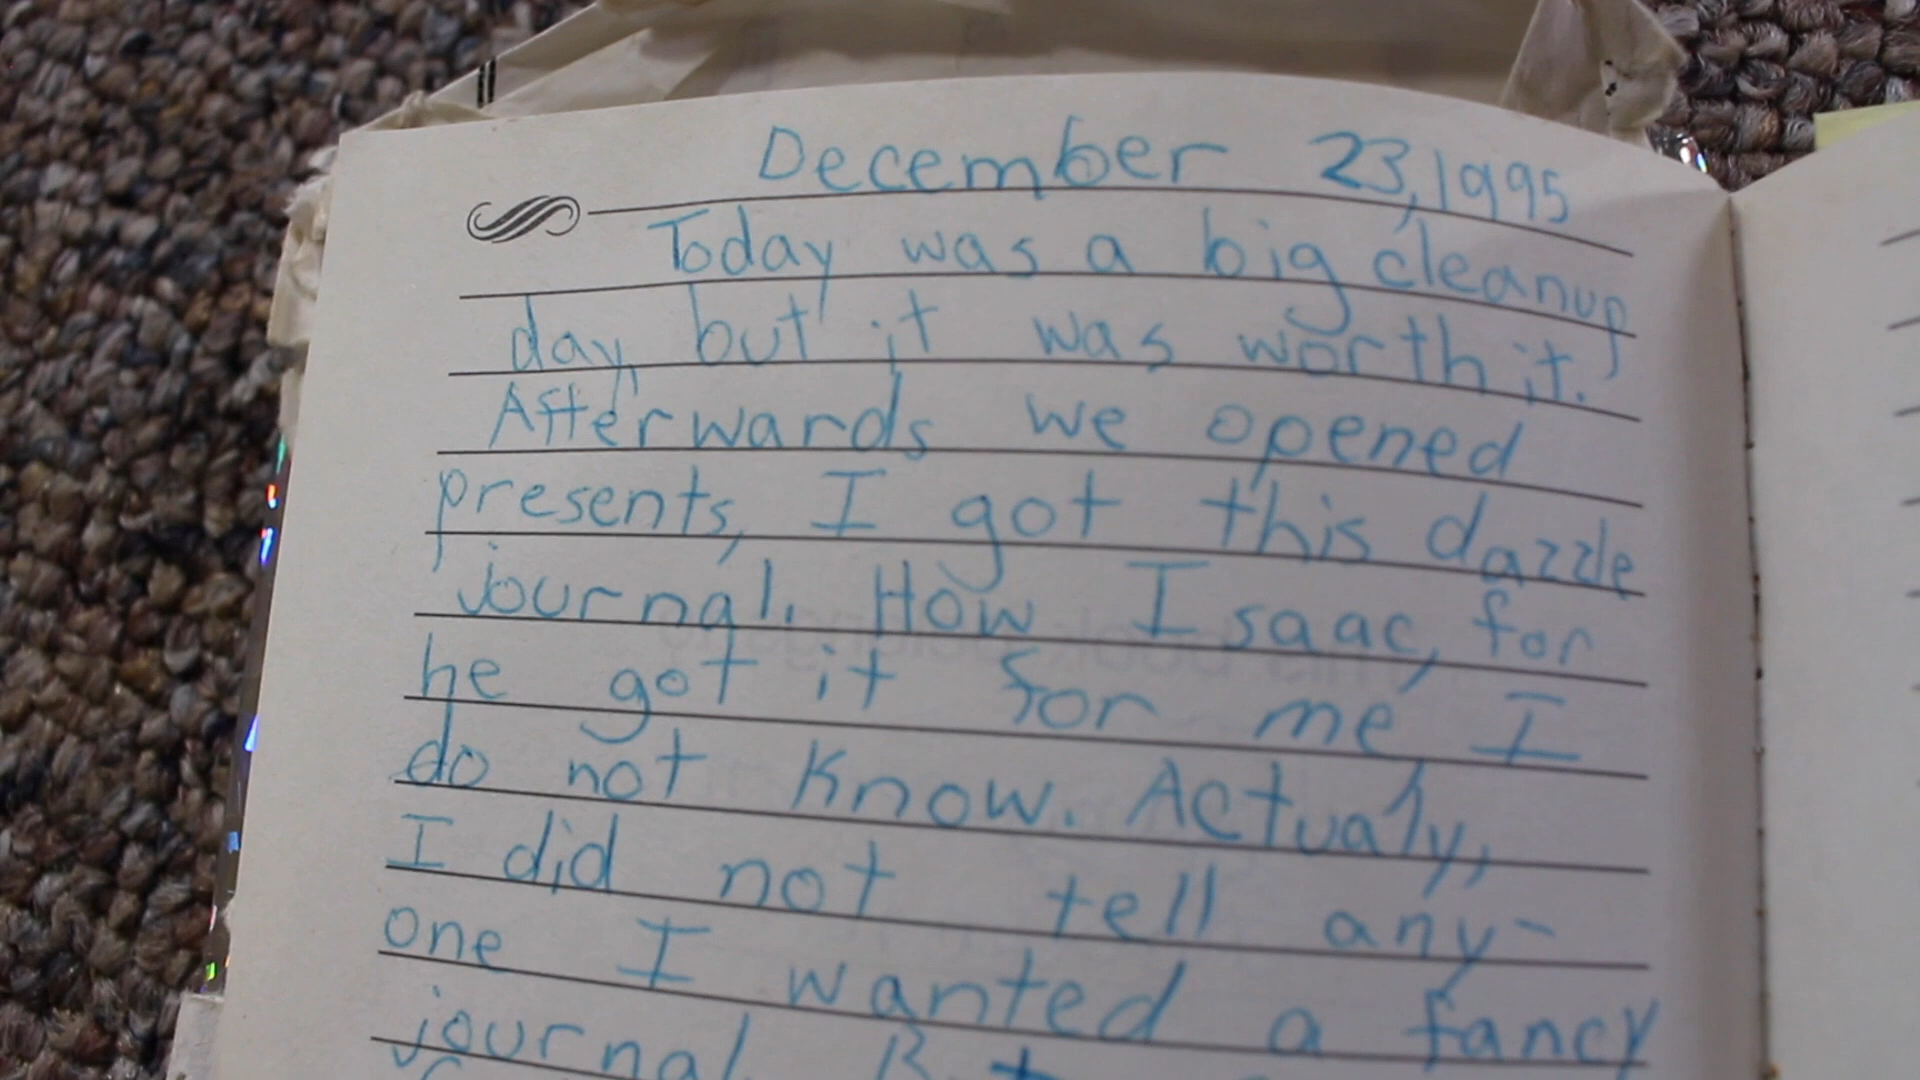 December 23, 1995
Today was a big cleanup
day, but it was worth it.
Afterwards we opened
presents, I got this dazzle
journal. How Isaac, for
he got it for me I
do not know. Actualy,
I did not tell any-
one I wanted a fancy
journal. But